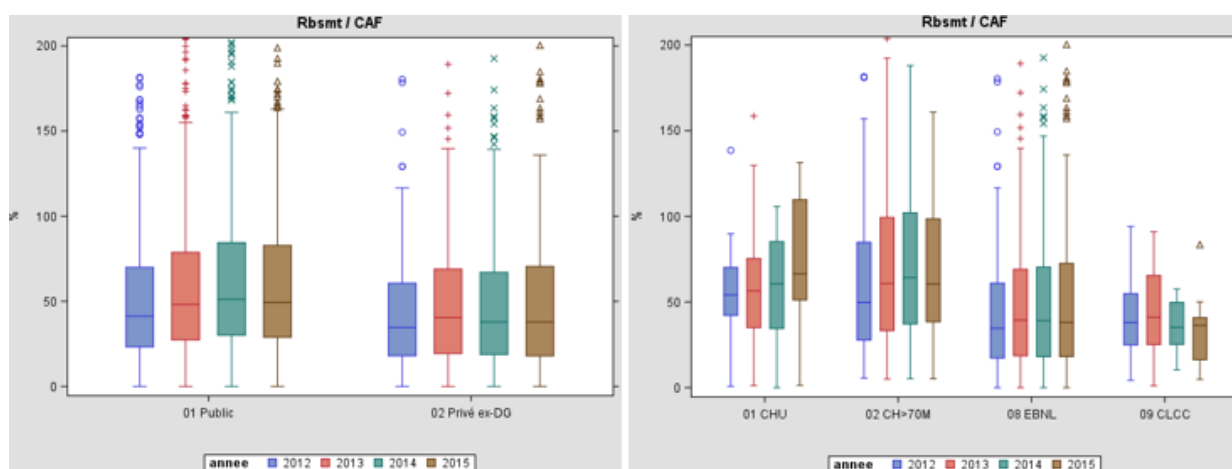 Rbsmt / CAF
200
150
100
50
0
%
01 Public 02 Privé ex-DG
annee 2012 2013 2014 2015
Rbsmt / CAF
200
150
100
50
0
%
01 CHU 02 CH>70M 08 EBNL 09 CLCC
annee 2012 2013 2014 2015